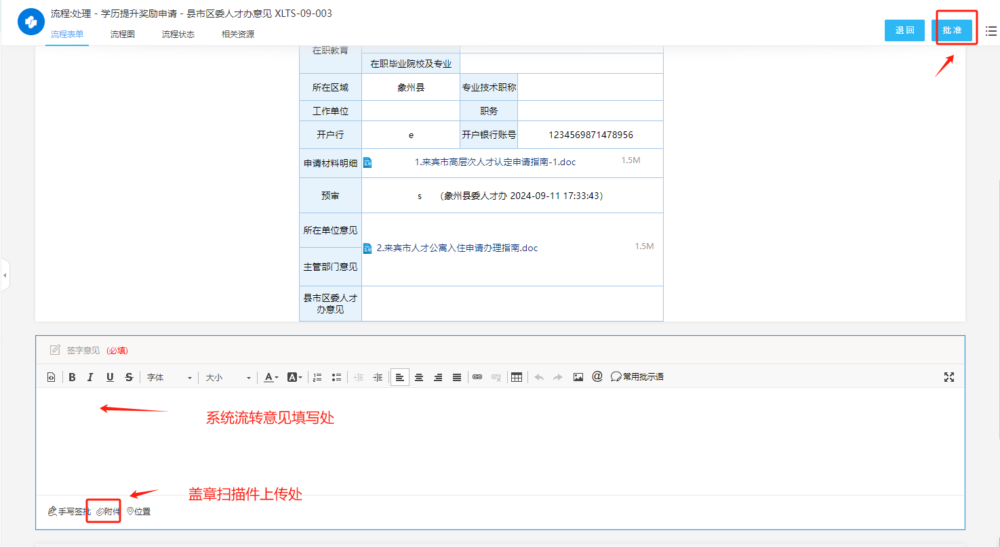 流程:处理 - 学历提升奖励申请 - 县市区委人才办意见 XLTS-09-003
流程表单 流程图 流程状态 相关资源
退回 批准
在职教育
在职毕业院校及专业
所在区域 象州县 专业技术职称
工作单位 职务
开户行 e 开户银行账号 1234569871478956
申请材料明细 1.来宾市高层次人才认定申请指南-1.doc 1.5M
预审 s （象州县委人才办 2024-09-11 17:33:43）
所在单位意见
2.来宾市人才公寓入住申请办理指南.doc 1.5M
主管部门意见
县市区委人才
办意见
签字意见 (必填)
B I U S 字体 大小 A A @ 常用批示语
系统流转意见填写处
盖章扫描件上传处
手写签批 附件 位置